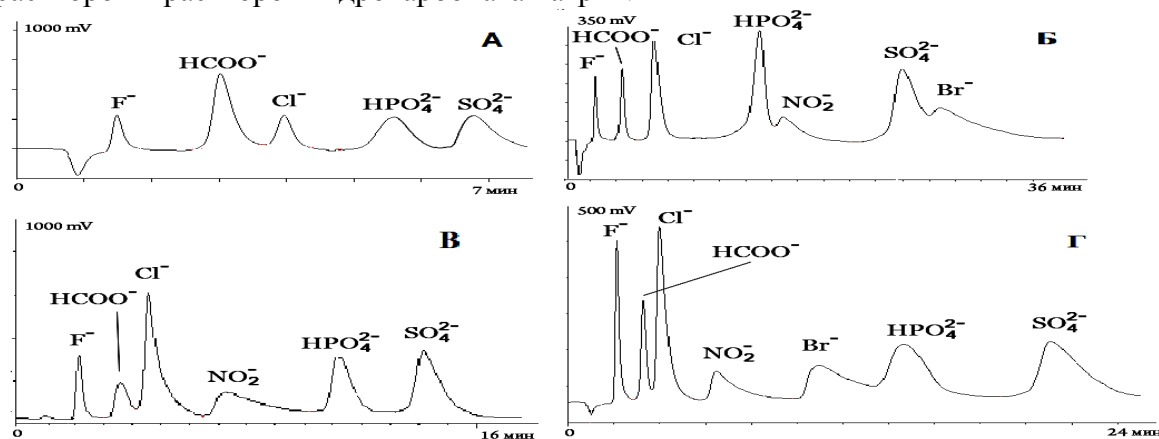 1000 mV
А
F⁻
HCOO⁻
Cl⁻
HPO₄²⁻
SO₄²⁻
0
7 мин
350 mV
Б
F⁻
HCOO⁻
Cl⁻
HPO₄²⁻
NO₂⁻
SO₄²⁻
Br⁻
0
36 мин
1000 mV
В
F⁻
HCOO⁻
Cl⁻
NO₂⁻
HPO₄²⁻
SO₄²⁻
0
16 мин
500 mV
Г
F⁻
Cl⁻
HCOO⁻
NO₂⁻
Br⁻
HPO₄²⁻
SO₄²⁻
0
24 мин